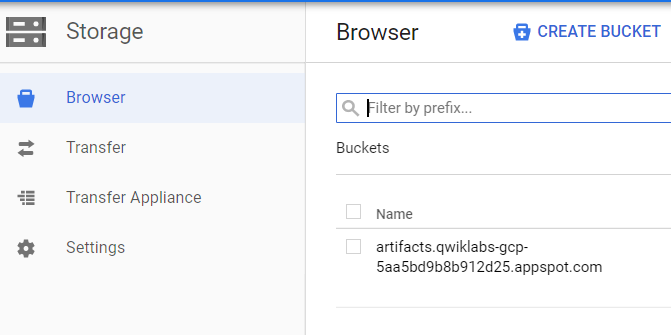 Storage
Browser
Transfer
Transfer Appliance
Settings
Browser
CREATE BUCKET
Filter by prefix...
Buckets
Name
artifacts.qwiklabs-gcp-
5aa5bd9b8b912d25.appspot.com